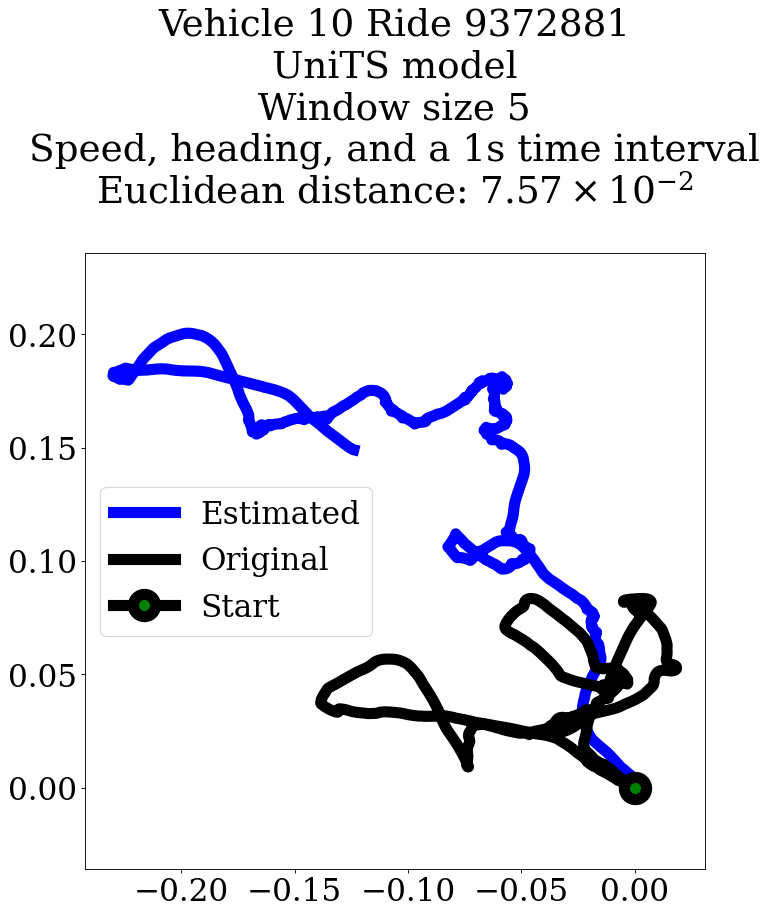 Vehicle 10 Ride 9372881
UniTS model
Window size 5
Speed, heading, and a 1s time interval
Euclidean distance: 7.57 × 10⁻²
0.20
0.15
0.10
0.05
0.00
Estimated
Original
Start
−0.20 −0.15 −0.10 −0.05 0.00